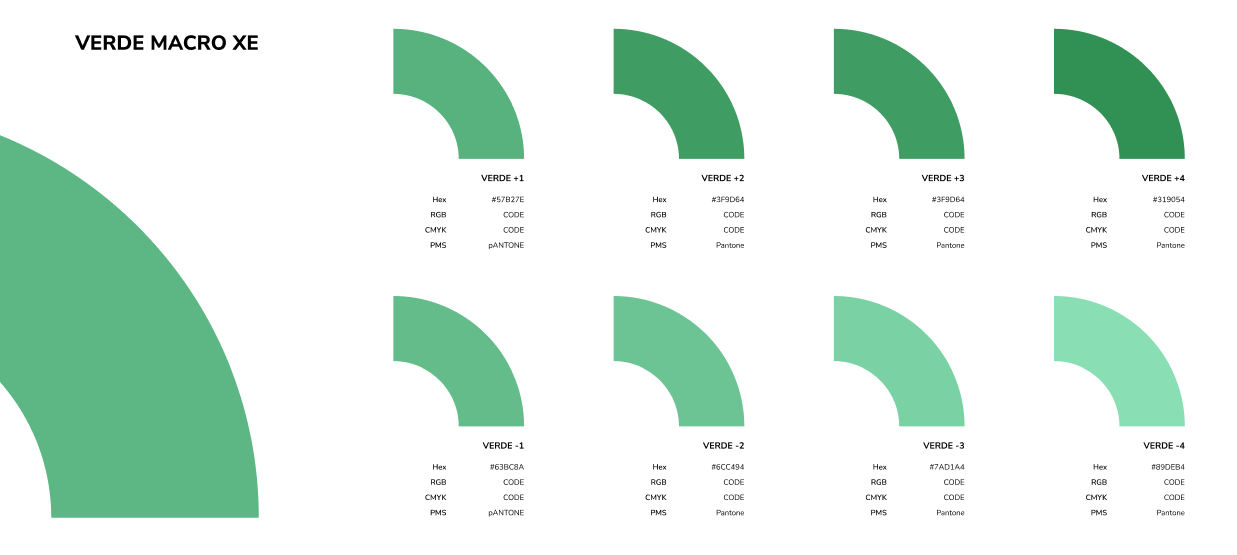 VERDE MACRO XE
VERDE +1
Hex #57B27E
RGB CODE
CMYK CODE
PMS pANTONE
VERDE +2
Hex #3F9D64
RGB CODE
CMYK CODE
PMS Pantone
VERDE +3
Hex #3F9D64
RGB CODE
CMYK CODE
PMS Pantone
VERDE +4
Hex #319054
RGB CODE
CMYK CODE
PMS Pantone
VERDE -1
Hex #63BC8A
RGB CODE
CMYK CODE
PMS pANTONE
VERDE -2
Hex #6CC494
RGB CODE
CMYK CODE
PMS Pantone
VERDE -3
Hex #7AD1A4
RGB CODE
CMYK CODE
PMS Pantone
VERDE -4
Hex #89DEB4
RGB CODE
CMYK CODE
PMS Pantone